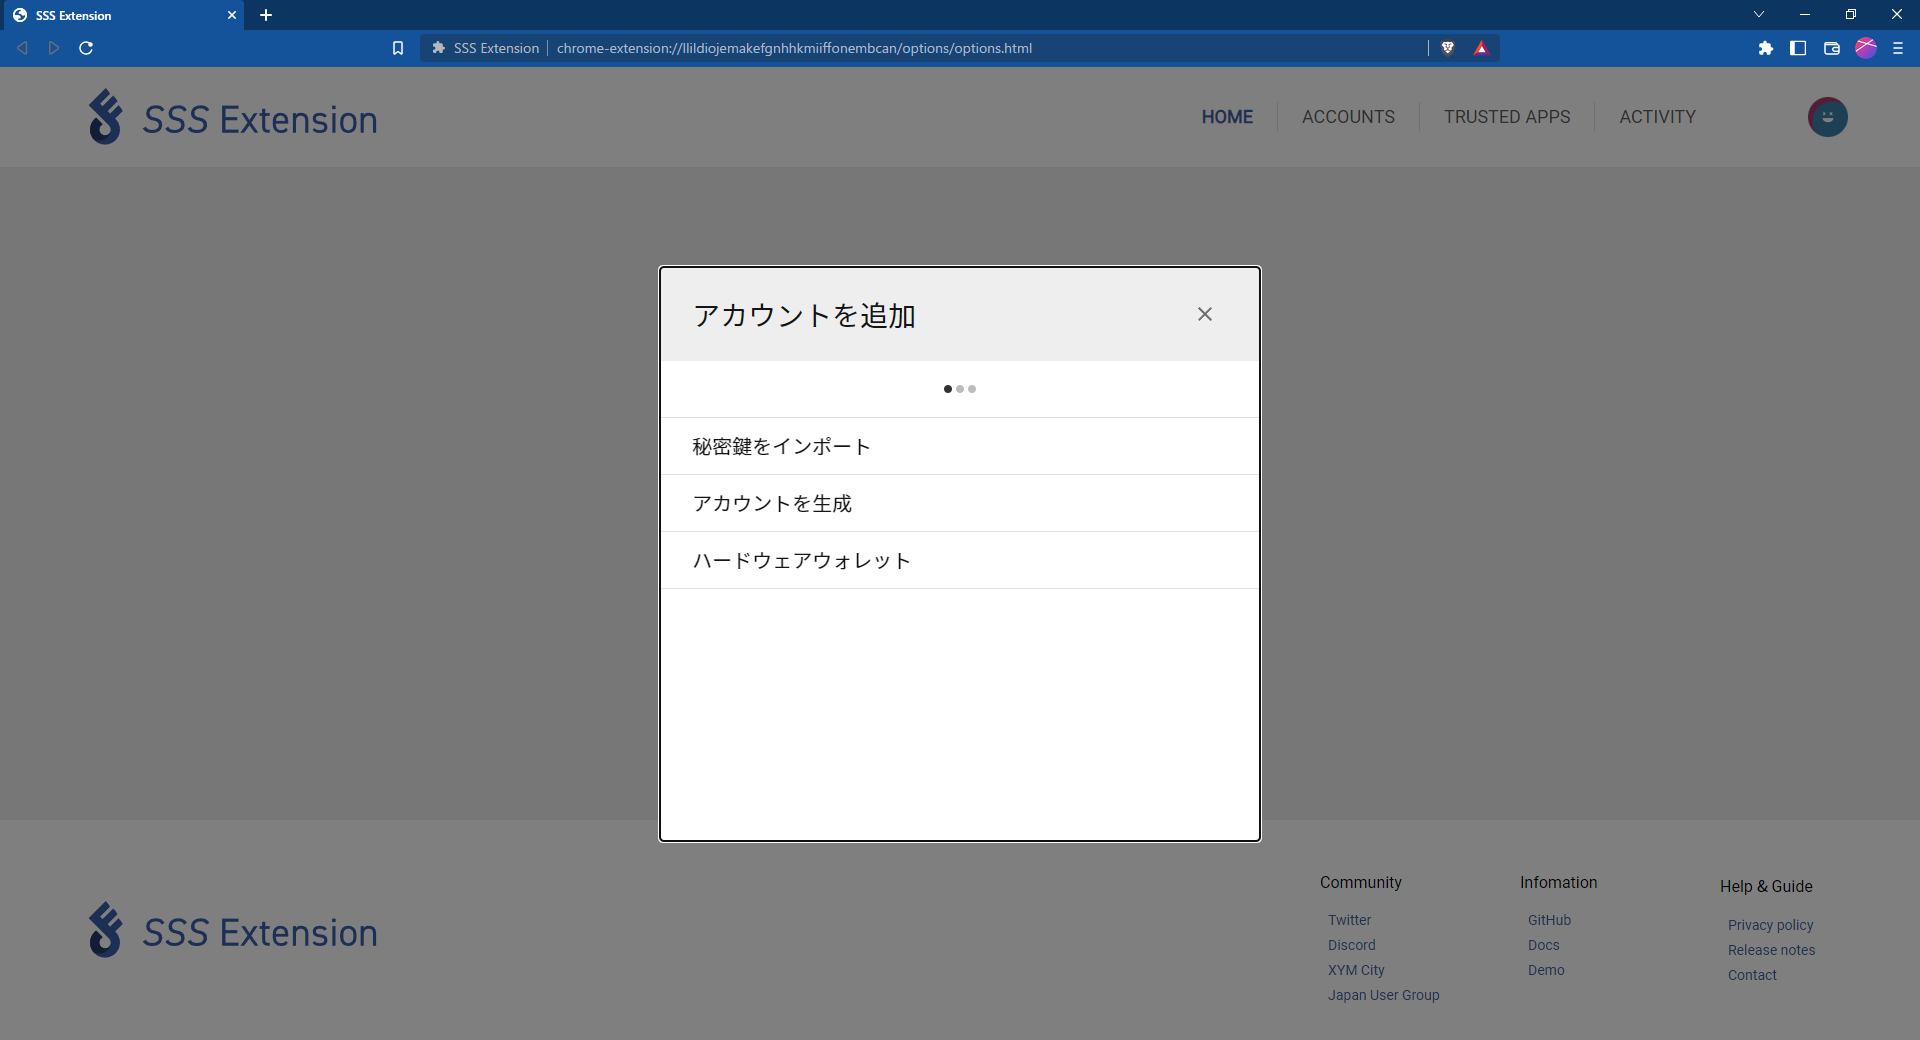 SSS Extension
SSS Extension chrome-extension://llildiojemakefgnhhkmiiffonembcan/options/options.html
SSS Extension
HOME
ACCOUNTS
TRUSTED APPS
ACTIVITY
アカウントを追加
秘密鍵をインポート
アカウントを生成
ハードウェアウォレット
SSS Extension
Community
Twitter
Discord
XYM City
Japan User Group
Infomation
GitHub
Docs
Demo
Help & Guide
Privacy policy
Release notes
Contact